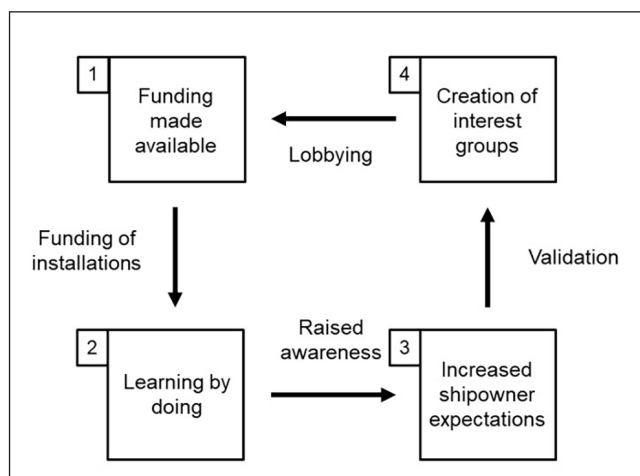 1
Funding
made
available
4
Creation of
interest
groups
Lobbying
Funding of
installations
Validation
2
Learning by
doing
Raised
awareness
3
Increased
shipowner
expectations